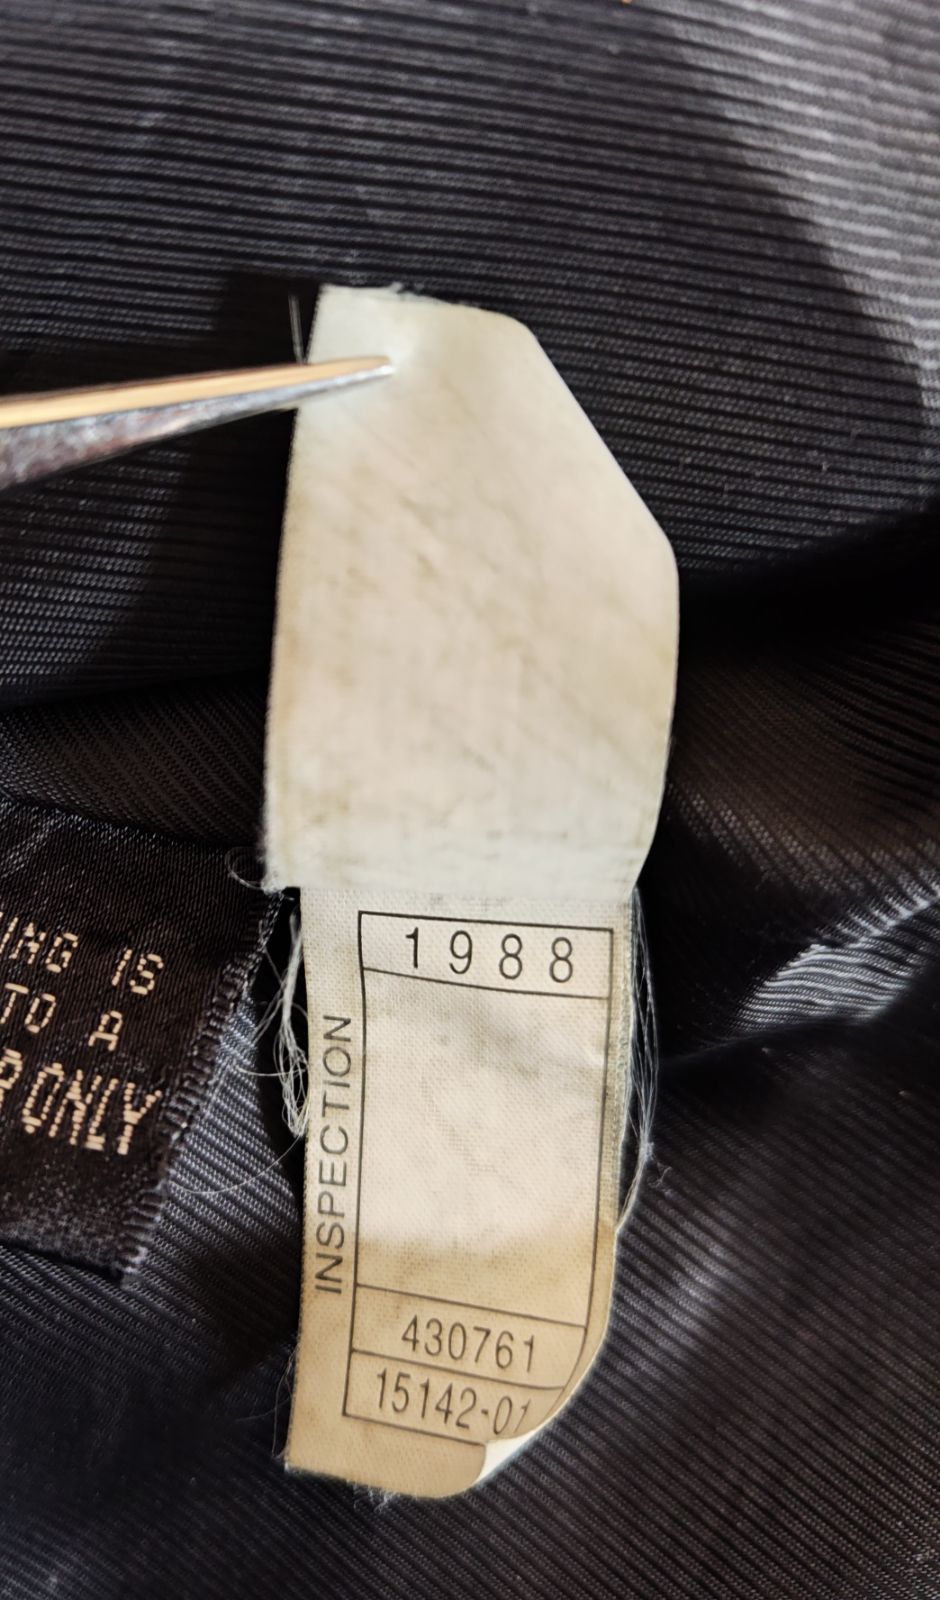 ING IS
TO A
ONLY
1988
INSPECTION
430761
15142-01